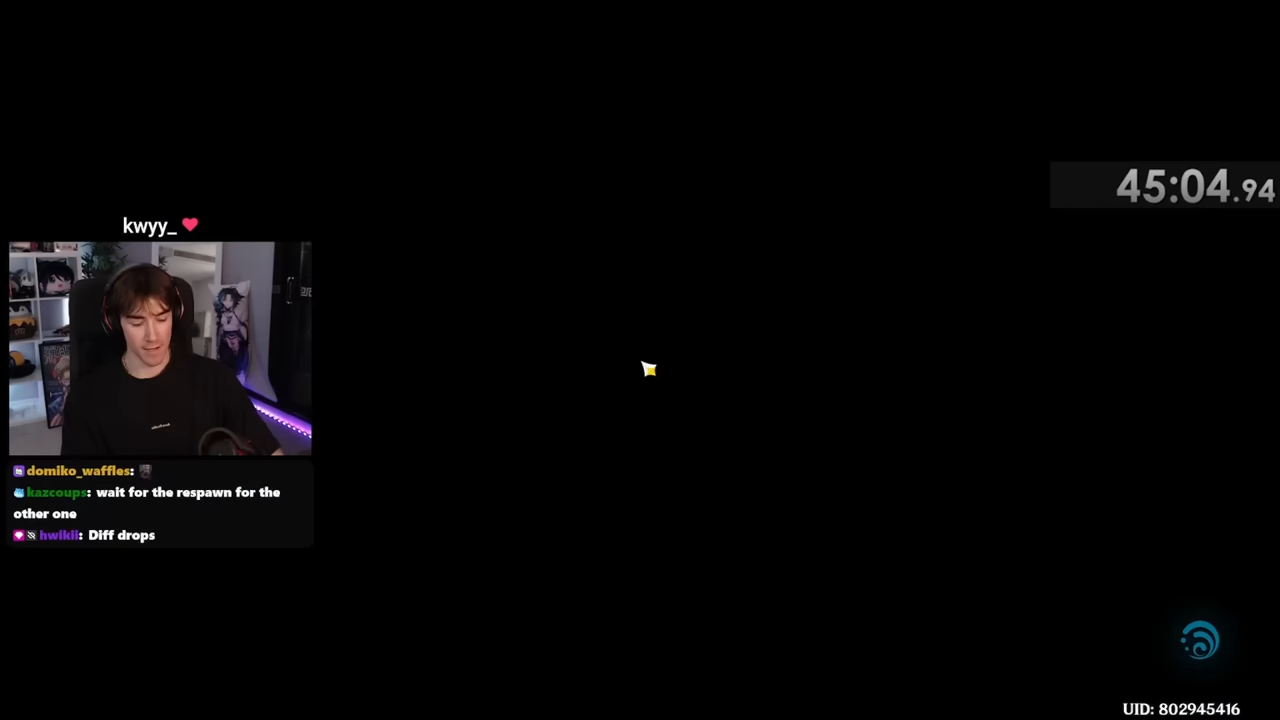 45:04.94
kwyy_
domiko_waffles:
kazcoups: wait for the respawn for the
other one
hwikii: Diff drops
UID: 802945416